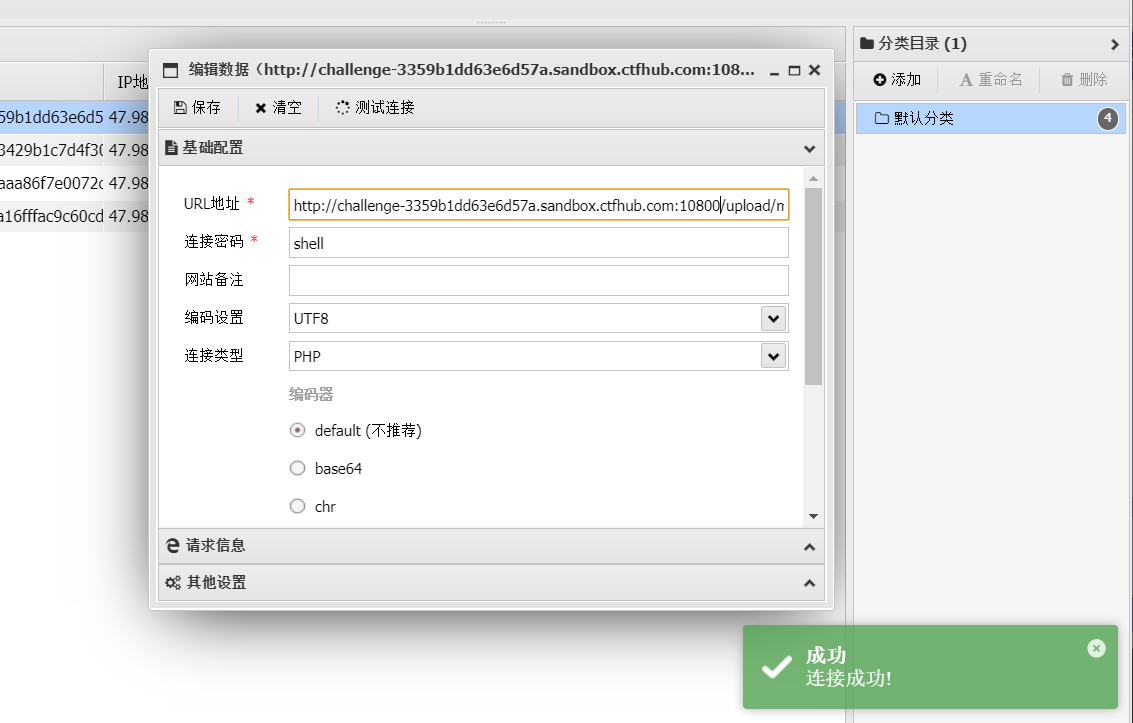 编辑数据（http://challenge-3359b1dd63e6d57a.sandbox.ctfhub.com:108...
保存 清空 测试连接
基础配置
URL地址 * http://challenge-3359b1dd63e6d57a.sandbox.ctfhub.com:10800/upload/
连接密码 * shell
网站备注
编码设置 UTF8
连接类型 PHP
编码器
default (不推荐)
base64
chr
请求信息
其他设置
IP地
59b1dd63e6d5 47.98
3429b1c7d4f30 47.98
aaa86f7e0072c 47.98
a16fffac9c60cd 47.98
分类目录 (1)
添加 重命名 删除
默认分类 4
成功
连接成功!